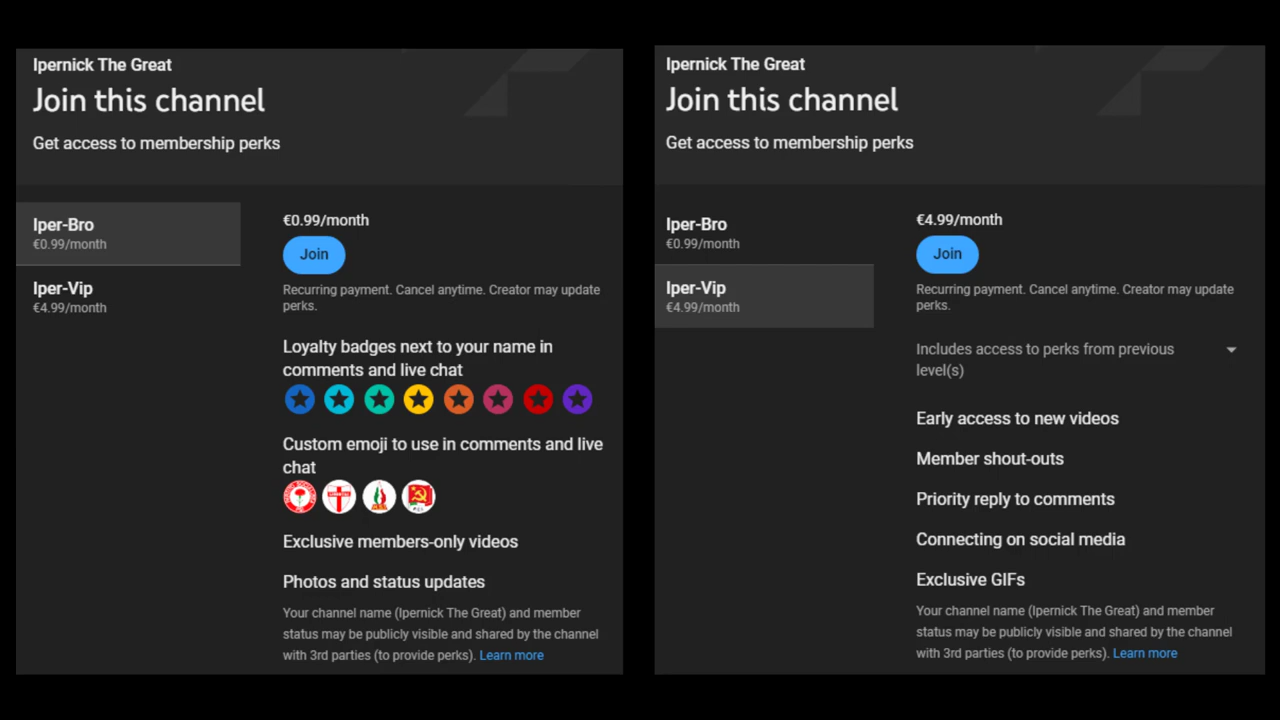 Ipernick The Great
Join this channel
Get access to membership perks
Iper-Bro
€0.99/month
Iper-Vip
€4.99/month
€0.99/month
Join
Recurring payment. Cancel anytime. Creator may update
perks.
Loyalty badges next to your name in
comments and live chat
Custom emoji to use in comments and live
chat
Exclusive members-only videos
Photos and status updates
Your channel name (Ipernick The Great) and member
status may be publicly visible and shared by the channel
with 3rd parties (to provide perks). Learn more
Ipernick The Great
Join this channel
Get access to membership perks
Iper-Bro
€0.99/month
Iper-Vip
€4.99/month
€4.99/month
Join
Recurring payment. Cancel anytime. Creator may update
perks.
Includes access to perks from previous
level(s)
Early access to new videos
Member shout-outs
Priority reply to comments
Connecting on social media
Exclusive GIFs
Your channel name (Ipernick The Great) and member
status may be publicly visible and shared by the channel
with 3rd parties (to provide perks). Learn more